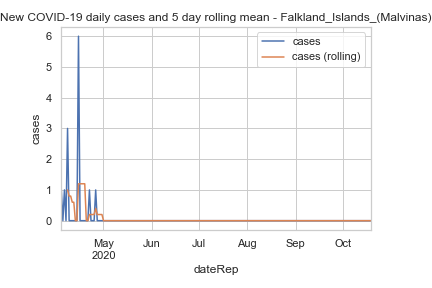 New COVID-19 daily cases and 5 day rolling mean - Falkland_Islands_(Malvinas)
cases
cases (rolling)
6
5
4
3
2
1
0
cases
May Jun Jul Aug Sep Oct
2020
dateRep